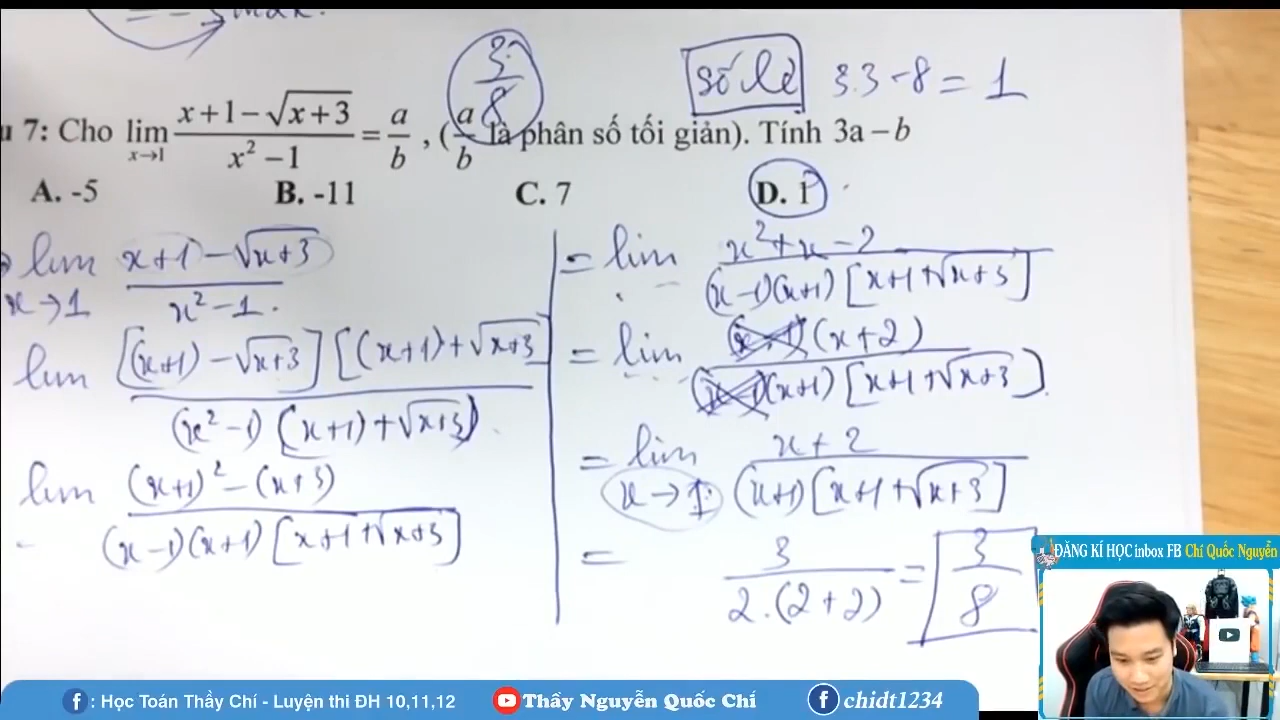 3max.
3/8
số lẻ 3.3 - 8 = 1
u 7: Cho lim x→1 (x+1-√(x+3))/(x²-1) = a/b , (a/b là phân số tối giản). Tính 3a - b
A. -5 B. -11 C. 7 D. 1
lim x→1 (x+1-√(x+3))/(x²-1).
lim ([(x+1)-√(x+3)][(x+1)+√(x+3)])/((x²-1)[(x+1)+√(x+3)])
lim ((x+1)²-(x+3))/((x-1)(x+1)[x+1+√(x+3)])
= lim (x²+x-2)/((x-1)(x+1)[x+1+√(x+3)])
= lim ((x-1)(x+2))/((x-1)(x+1)[x+1+√(x+3)])
= lim x→1 (x+2)/((x+1)[x+1+√(x+3)])
= 3/(2.(2+2)) = 3/8
ĐĂNG KÍ HỌC inbox FB Chí Quốc Nguyễn
f : Học Toán Thầy Chí - Luyện thi ĐH 10,11,12 Thầy Nguyễn Quốc Chí f chidt1234